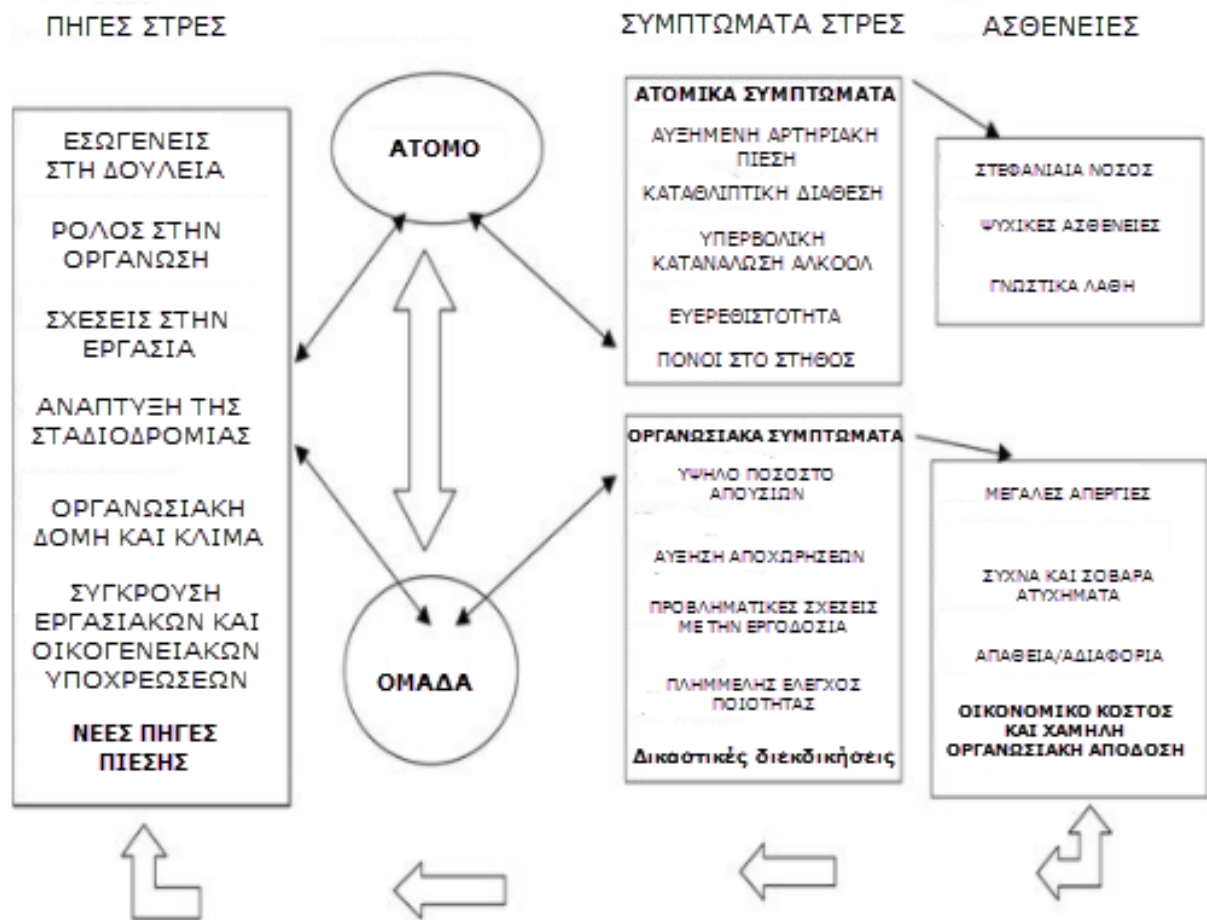 ΠΗΓΕΣ ΣΤΡΕΣ
ΕΣΩΓΕΝΕΙΣ
ΣΤΗ ΔΟΥΛΕΙΑ
ΡΟΛΟΣ ΣΤΗΝ
ΟΡΓΑΝΩΣΗ
ΣΧΕΣΕΙΣ ΣΤΗΝ
ΕΡΓΑΣΙΑ
ΑΝΑΠΤΥΞΗ ΤΗΣ
ΣΤΑΔΙΟΔΡΟΜΙΑΣ
ΟΡΓΑΝΩΣΙΑΚΗ
ΔΟΜΗ ΚΑΙ ΚΛΙΜΑ
ΣΥΓΚΡΟΥΣΗ
ΕΡΓΑΣΙΑΚΩΝ ΚΑΙ
ΟΙΚΟΓΕΝΕΙΑΚΩΝ
ΥΠΟΧΡΕΩΣΕΩΝ
ΝΕΕΣ ΠΗΓΕΣ
ΠΙΕΣΗΣ
ΑΤΟΜΟ
ΟΜΑΔΑ
ΣΥΜΠΤΩΜΑΤΑ ΣΤΡΕΣ
ΑΤΟΜΙΚΑ ΣΥΜΠΤΩΜΑΤΑ
ΑΥΞΗΜΕΝΗ ΑΡΤΗΡΙΑΚΗ
ΠΙΕΣΗ
ΚΑΤΑΘΛΙΠΤΙΚΗ ΔΙΑΘΕΣΗ
ΥΠΕΡΒΟΛΙΚΗ
ΚΑΤΑΝΑΛΩΣΗ ΑΛΚΟΟΛ
ΕΥΕΡΕΘΙΣΤΟΤΗΤΑ
ΠΟΝΟΙ ΣΤΟ ΣΤΗΘΟΣ
ΟΡΓΑΝΩΣΙΑΚΑ ΣΥΜΠΤΩΜΑΤΑ
ΥΨΗΛΟ ΠΟΣΟΣΤΟ
ΑΠΟΥΣΙΩΝ
ΑΥΞΗΣΗ ΑΠΟΧΩΡΗΣΕΩΝ
ΠΡΟΒΛΗΜΑΤΙΚΕΣ ΣΧΕΣΕΙΣ
ΜΕ ΤΗΝ ΕΡΓΟΔΟΣΙΑ
ΠΛΗΜΜΕΛΗΣ ΕΛΕΓΧΟΣ
ΠΟΙΟΤΗΤΑΣ
Δικαστικές διεκδικήσεις
ΑΣΘΕΝΕΙΕΣ
ΣΤΕΦΑΝΙΑΙΑ ΝΟΣΟΣ
ΨΥΧΙΚΕΣ ΑΣΘΕΝΕΙΕΣ
ΓΝΩΣΤΙΚΑ ΛΑΘΗ
ΜΕΓΑΛΕΣ ΑΠΕΡΓΙΕΣ
ΣΥΧΝΑ ΚΑΙ ΣΟΒΑΡΑ
ΑΤΥΧΗΜΑΤΑ
ΑΠΑΘΕΙΑ/ΑΔΙΑΦΟΡΙΑ
ΟΙΚΟΝΟΜΙΚΟ ΚΟΣΤΟΣ
ΚΑΙ ΧΑΜΗΛΗ
ΟΡΓΑΝΩΣΙΑΚΗ ΑΠΟΔΟΣΗ